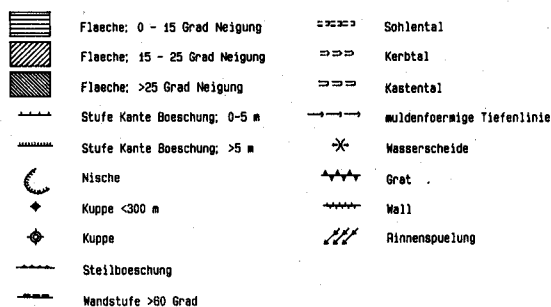 Flaeche; 0 - 15 Grad Neigung
Flaeche; 15 - 25 Grad Neigung
Flaeche; >25 Grad Neigung
Stufe Kante Boeschung; 0-5 m
Stufe Kante Boeschung; >5 m
Nische
Kuppe <300 m
Kuppe
Steilboeschung
Wandstufe >60 Grad
Sohlental
Kerbtal
Kastental
muldenfoermige Tiefenlinie
Wasserscheide
Grat
Wall
Rinnenspuelung